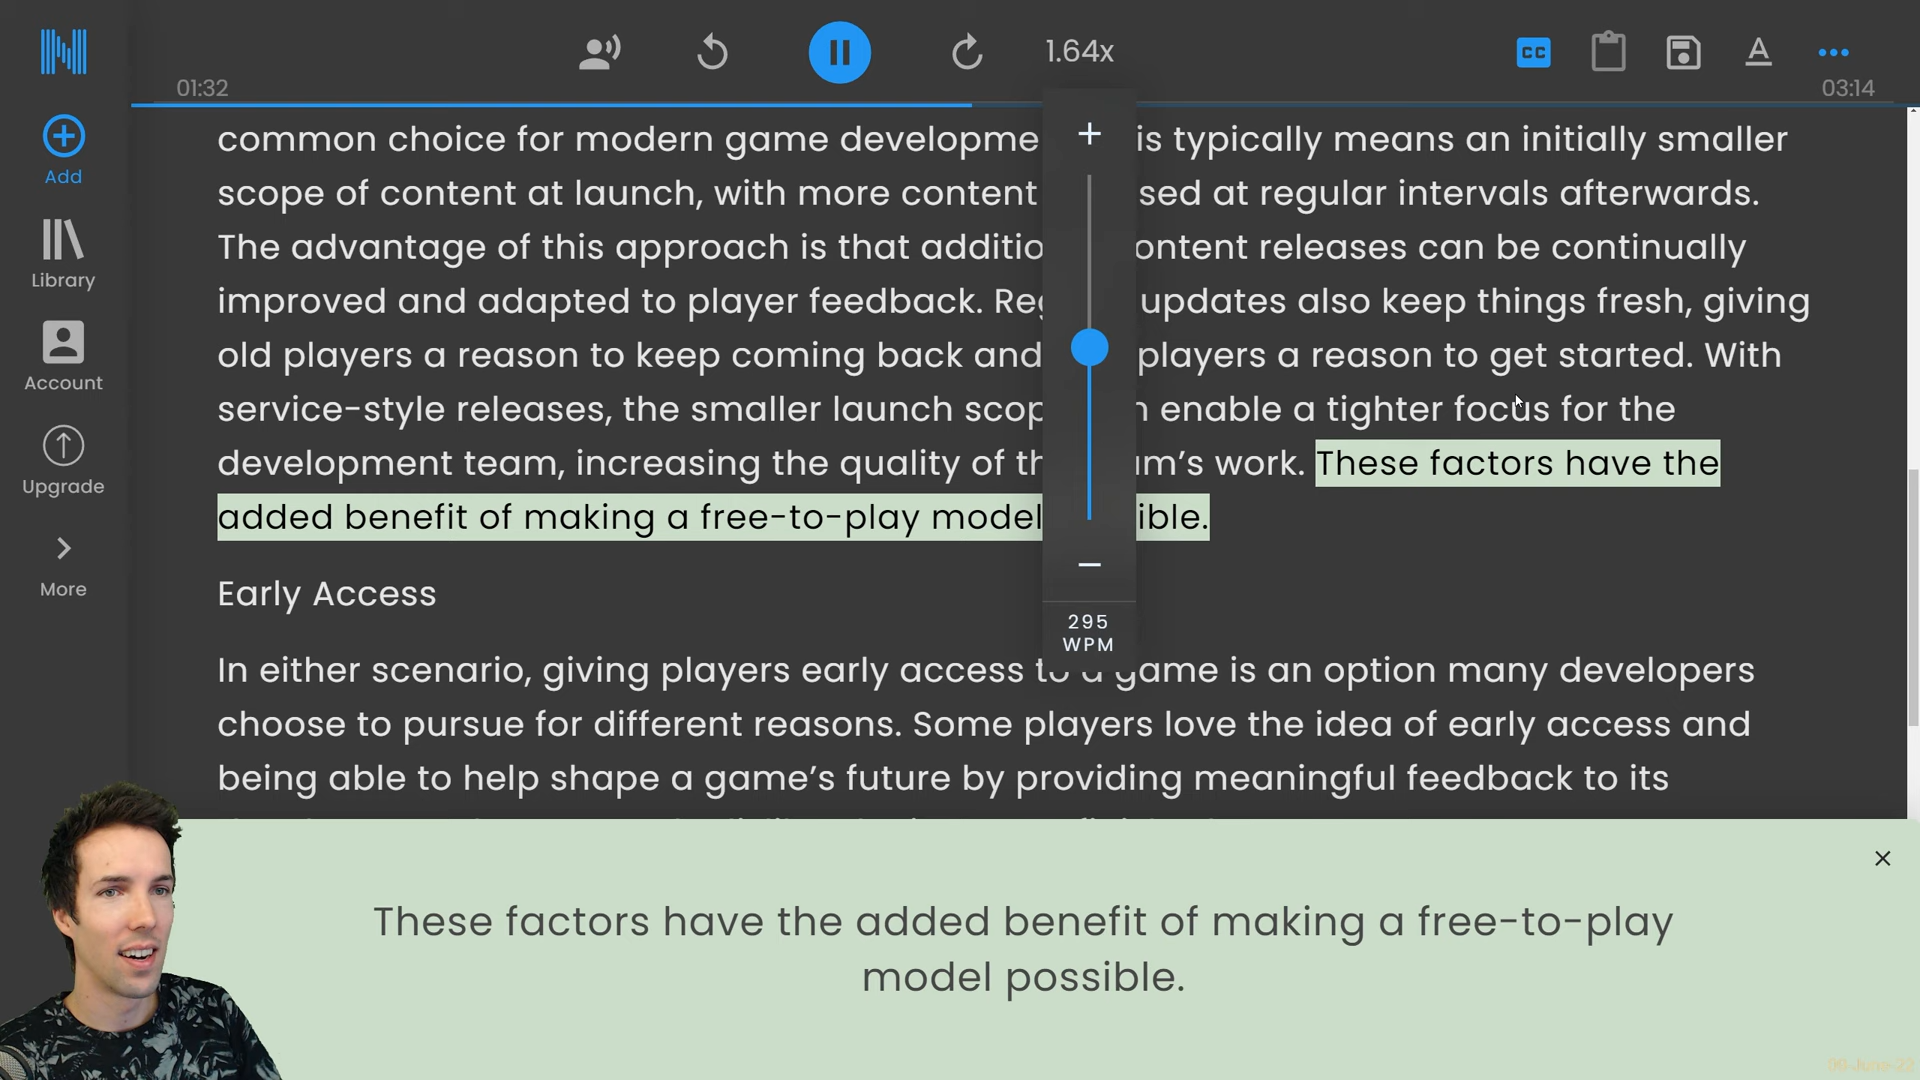 1.64x
CC
01:32
03:14
Add
Library
Account
Upgrade
More
common choice for modern game developme is typically means an initially smaller
scope of content at launch, with more content sed at regular intervals afterwards.
The advantage of this approach is that additio ontent releases can be continually
improved and adapted to player feedback. Reg updates also keep things fresh, giving
old players a reason to keep coming back and players a reason to get started. With
service-style releases, the smaller launch scop n enable a tighter focus for the
development team, increasing the quality of th am's work. These factors have the
added benefit of making a free-to-play model ible.
+
−
295
WPM
Early Access
In either scenario, giving players early access to a game is an option many developers
choose to pursue for different reasons. Some players love the idea of early access and
being able to help shape a game's future by providing meaningful feedback to its
These factors have the added benefit of making a free-to-play
model possible.